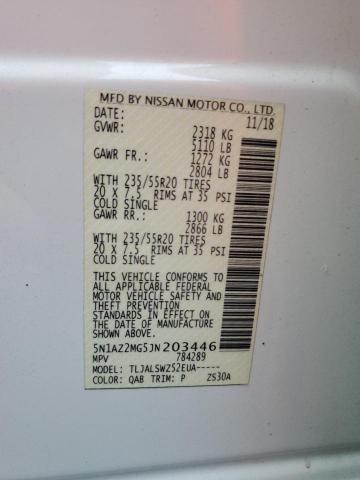 MFD BY NISSAN MOTOR CO., LTD.
DATE: 11/18
GVWR: 2318 KG
5110 LB
GAWR FR.: 1272 KG
2804 LB
WITH 235/55R20 TIRES
20 X 7.5 RIMS AT 35 PSI
COLD SINGLE
GAWR RR.: 1300 KG
2866 LB
WITH 235/55R20 TIRES
20 X 7.5 RIMS AT 35 PSI
COLD SINGLE
THIS VEHICLE CONFORMS TO
ALL APPLICABLE FEDERAL
MOTOR VEHICLE SAFETY AND
THEFT PREVENTION
STANDARDS IN EFFECT ON
THE DATE OF MANUFACTURE
SHOWN ABOVE.
5N1AZ2MG5JN203446
MPV 784289
MODEL: TLJALSWZ52EUA-----
COLOR: QAB TRIM: P ZS30A